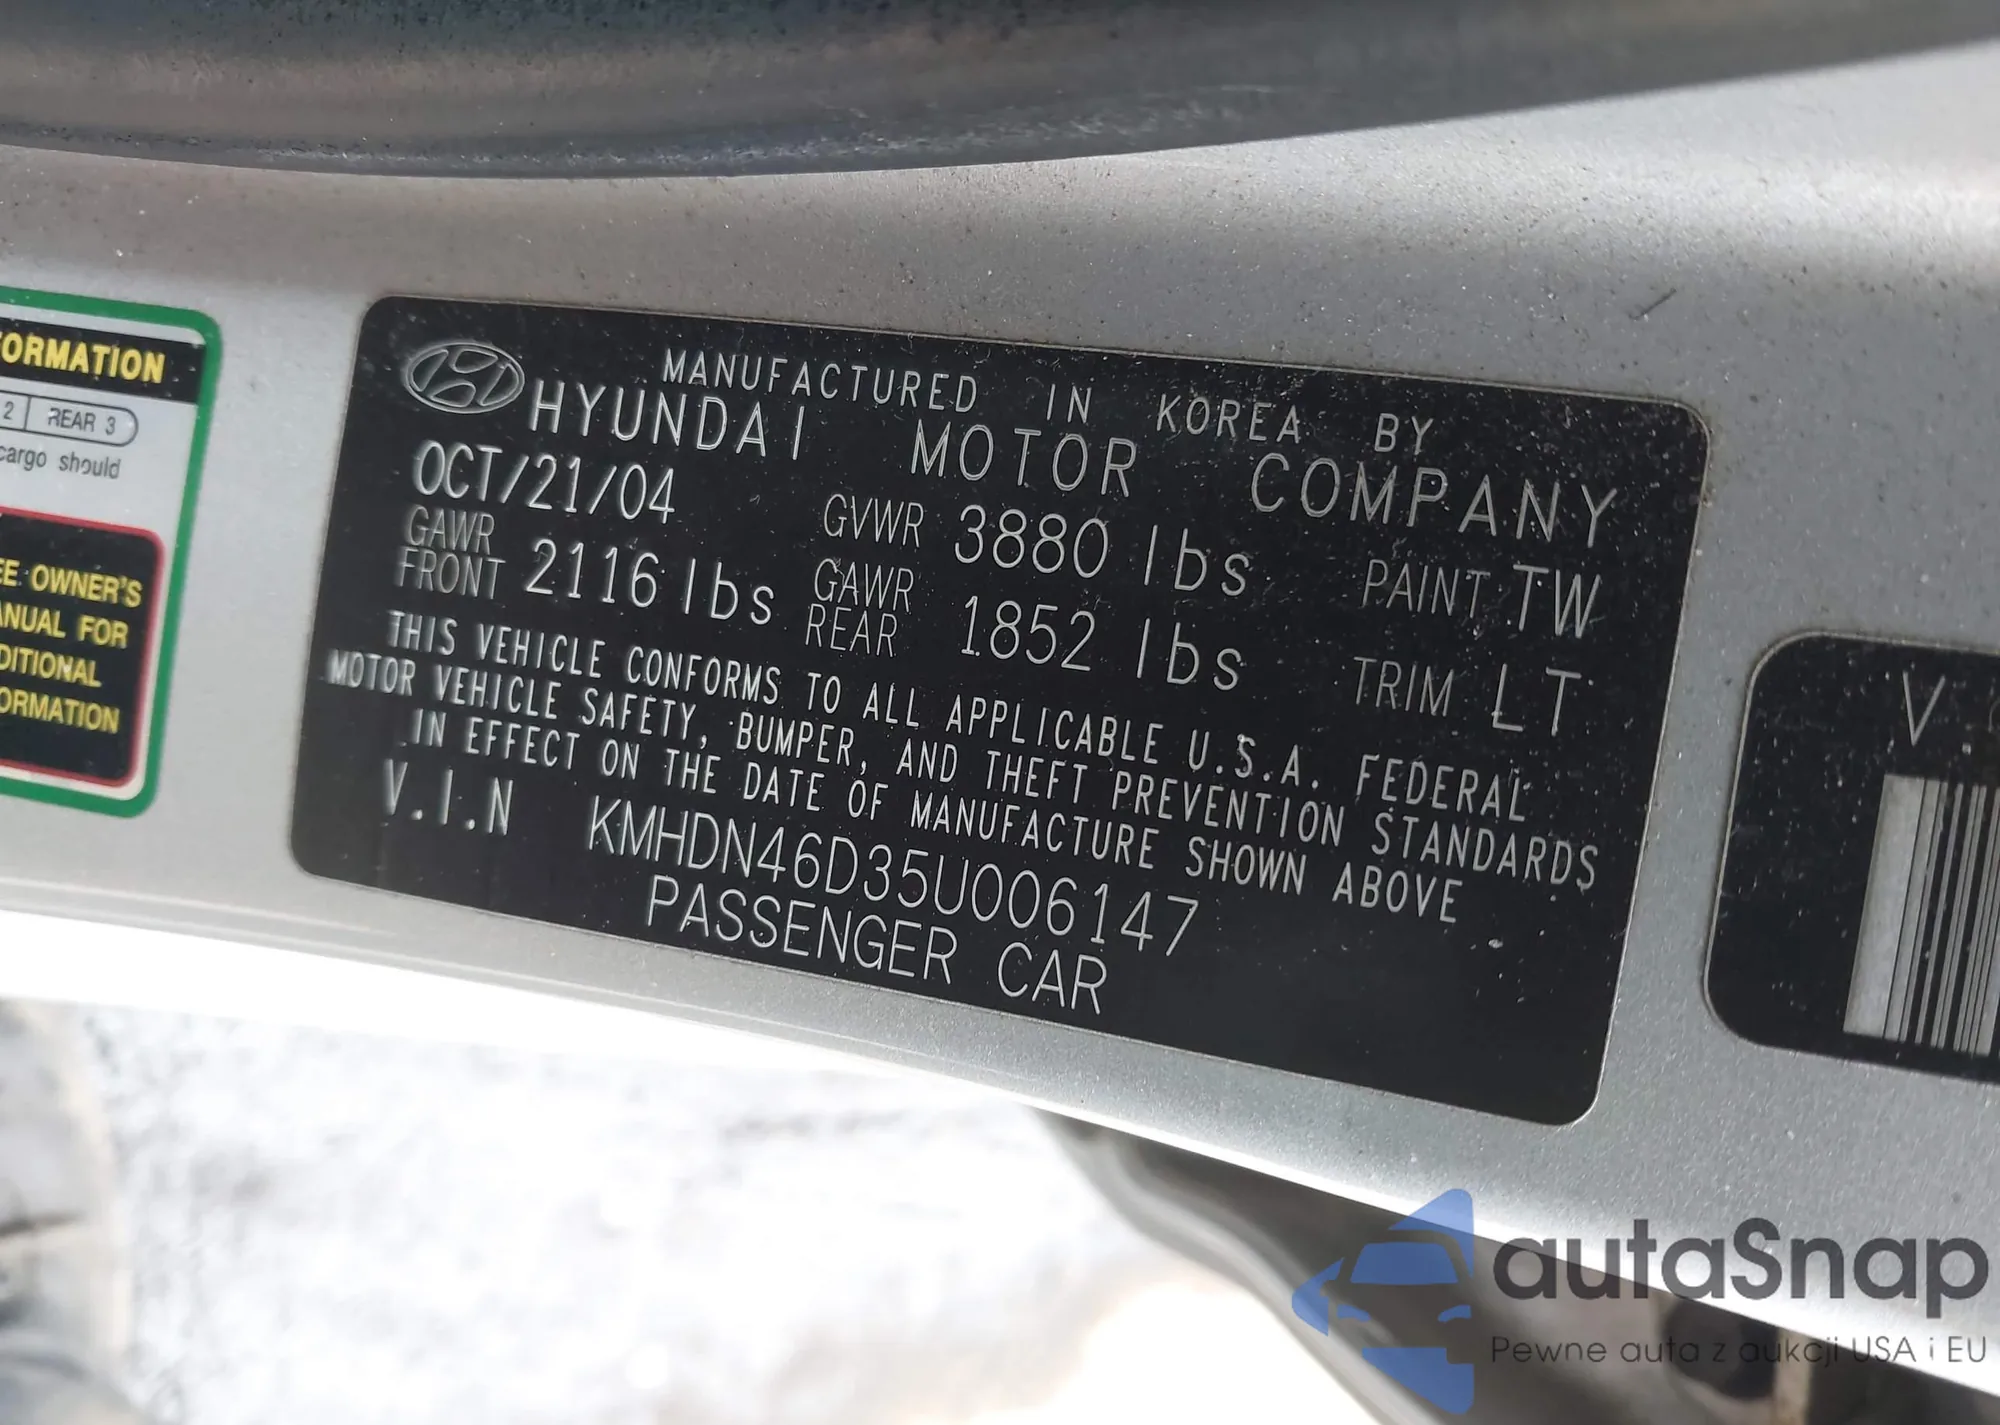 ORMATION
2 REAR 3
cargo should
EE OWNER'S
ANUAL FOR
DITIONAL
ORMATION
MANUFACTURED IN KOREA BY
HYUNDAI MOTOR COMPANY
OCT/21/04 GVWR 3880 lbs PAINT TW
GAWR FRONT 2116 lbs GAWR REAR 1852 lbs TRIM LT
THIS VEHICLE CONFORMS TO ALL APPLICABLE U.S.A. FEDERAL
MOTOR VEHICLE SAFETY, BUMPER, AND THEFT PREVENTION STANDARDS
IN EFFECT ON THE DATE OF MANUFACTURE SHOWN ABOVE
V.I.N KMHDN46D35U006147
PASSENGER CAR
V.
autaSnap
Pewne auta z aukcji USA i EU